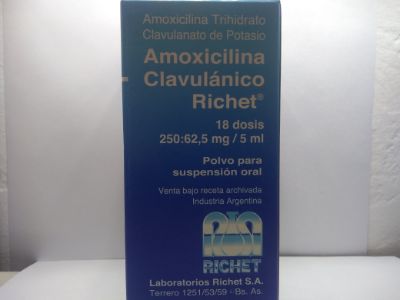 Amoxicilina Trihidrato
Clavulanato de Potasio
Amoxicilina
Clavulánico
Richet®
18 dosis
250:62,5 mg / 5 ml
Polvo para
suspensión oral
Venta bajo receta archivada
Industria Argentina
RICHET
Laboratorios Richet S.A.
Terrero 1251/53/59 - Bs. As.